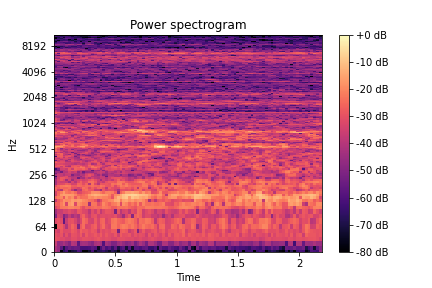 Power spectrogram
8192
4096
2048
1024
512
256
128
64
0
Hz
0
0.5
1
1.5
2
Time
+0 dB
-10 dB
-20 dB
-30 dB
-40 dB
-50 dB
-60 dB
-70 dB
-80 dB